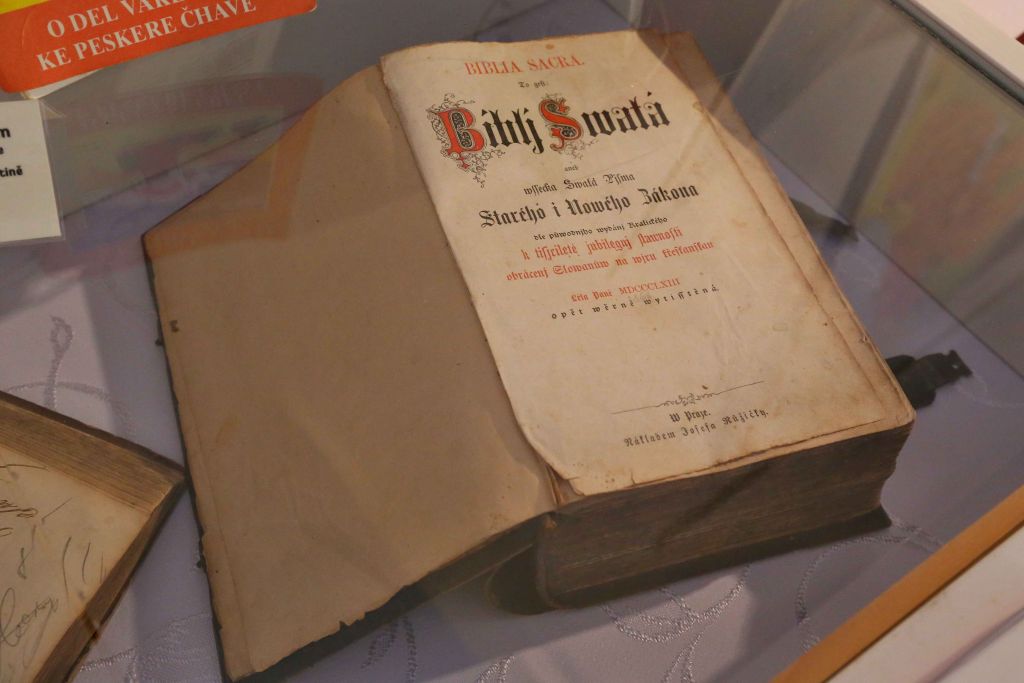 O DEL
KE PESKERE ČHAVE
BIBLIA SACRA.
To gest:
Biblj Swatá
aneb
wssecka Swatá Pjsma
Starého i Nowého Zákona
dle půwodnjho wydánj Kralického
k tisjcileté jubilegnj slawnosti
obrácenj Slowanůw na wjru křesťanskau
Léta Páně MDCCCLXIII
opět wěrně wytisstěná.
W Praze.
Nákladem Josefa Růžičky.